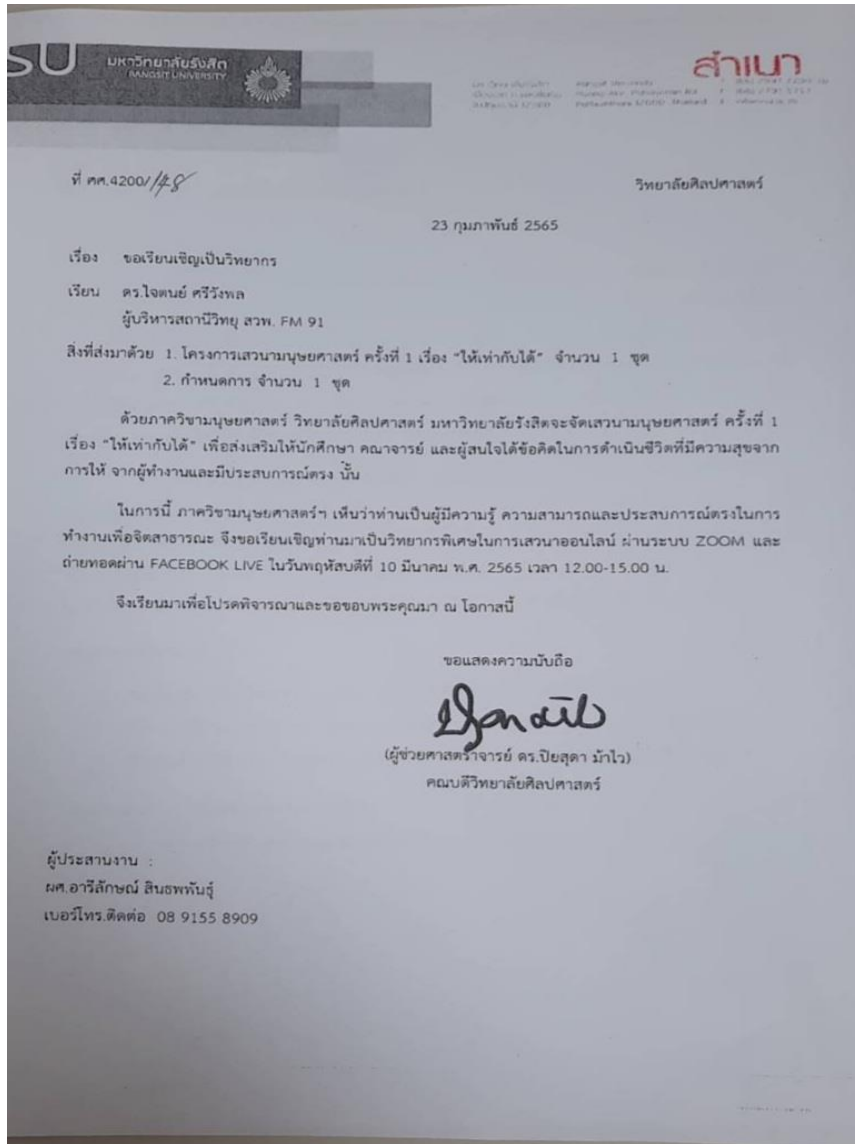 SU มหาวิทยาลัยรังสิต
RANGSIT UNIVERSITY
สำเนา
ที่ ศศ.4200/148
วิทยาลัยศิลปศาสตร์
23 กุมภาพันธ์ 2565
เรื่อง ขอเรียนเชิญเป็นวิทยากร
เรียน ดร.ใจตนย์ ศรีวังพล
ผู้บริหารสถานีวิทยุ สวพ. FM 91
สิ่งที่ส่งมาด้วย 1. โครงการเสวนามนุษยศาสตร์ ครั้งที่ 1 เรื่อง “ให้เท่ากับได้” จำนวน 1 ชุด
2. กำหนดการ จำนวน 1 ชุด
ด้วยภาควิชามนุษยศาสตร์ วิทยาลัยศิลปศาสตร์ มหาวิทยาลัยรังสิตจะจัดเสวนามนุษยศาสตร์ ครั้งที่ 1
เรื่อง “ให้เท่ากับได้” เพื่อส่งเสริมให้นักศึกษา คณาจารย์ และผู้สนใจได้ข้อคิดในการดำเนินชีวิตที่มีความสุขจาก
การให้ จากผู้ทำงานและมีประสบการณ์ตรง นั้น
ในการนี้ ภาควิชามนุษยศาสตร์ฯ เห็นว่าท่านเป็นผู้มีความรู้ ความสามารถและประสบการณ์ตรงในการ
ทำงานเพื่อจิตสาธารณะ จึงขอเรียนเชิญท่านมาเป็นวิทยากรพิเศษในการเสวนาออนไลน์ ผ่านระบบ ZOOM และ
ถ่ายทอดผ่าน FACEBOOK LIVE ในวันพฤหัสบดีที่ 10 มีนาคม พ.ศ. 2565 เวลา 12.00-15.00 น.
จึงเรียนมาเพื่อโปรดพิจารณาและขอขอบพระคุณมา ณ โอกาสนี้
ขอแสดงความนับถือ
(ผู้ช่วยศาสตราจารย์ ดร.ปิยสุดา ม้าไว)
คณบดีวิทยาลัยศิลปศาสตร์
ผู้ประสานงาน :
ผศ.อารีลักษณ์ สินธพพันธุ์
เบอร์โทร.ติดต่อ 08 9155 8909